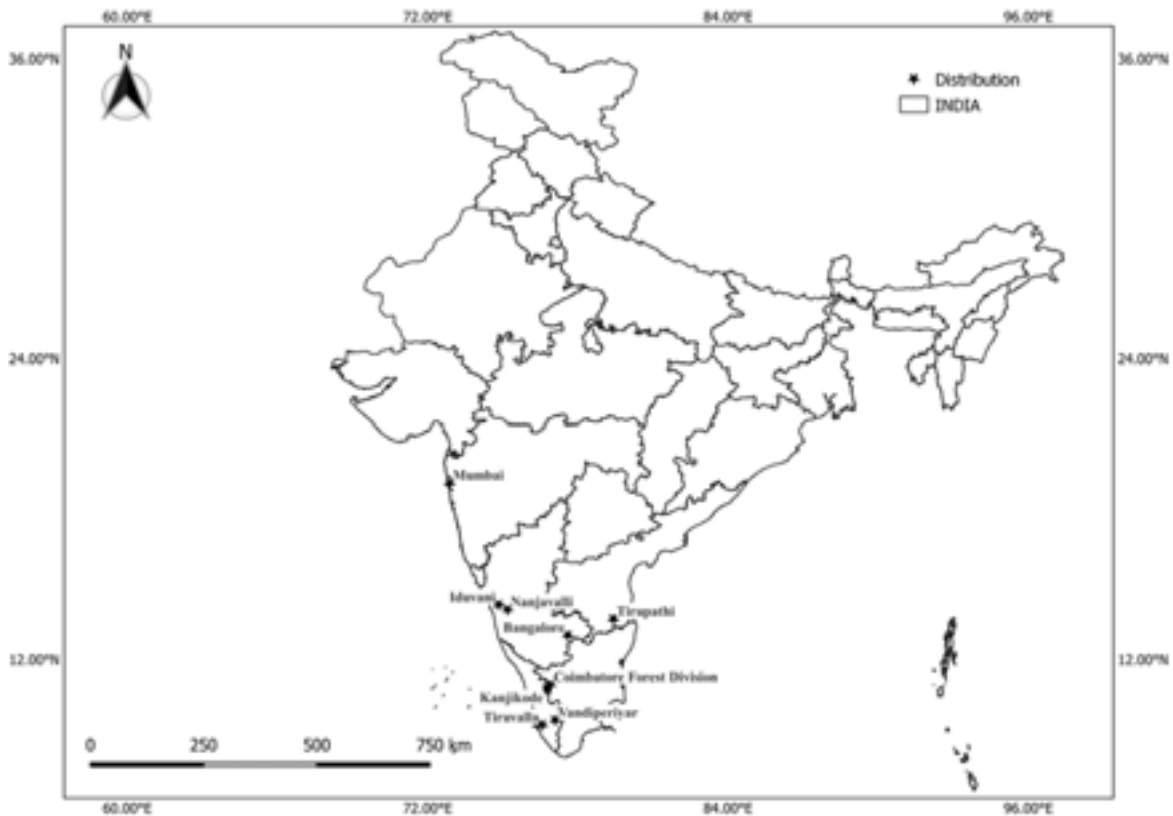 60.00°E 72.00°E 84.00°E 96.00°E
36.00°N 36.00°N
N
Distribution
INDIA
24.00°N 24.00°N
Mumbai
Iduvani Nanjavalli
Tirupathi
Bangalore
12.00°N 12.00°N
Coimbatore Forest Division
Kanjikode
Tiruvalla Vandiperiyar
0 250 500 750 km
60.00°E 72.00°E 84.00°E 96.00°E